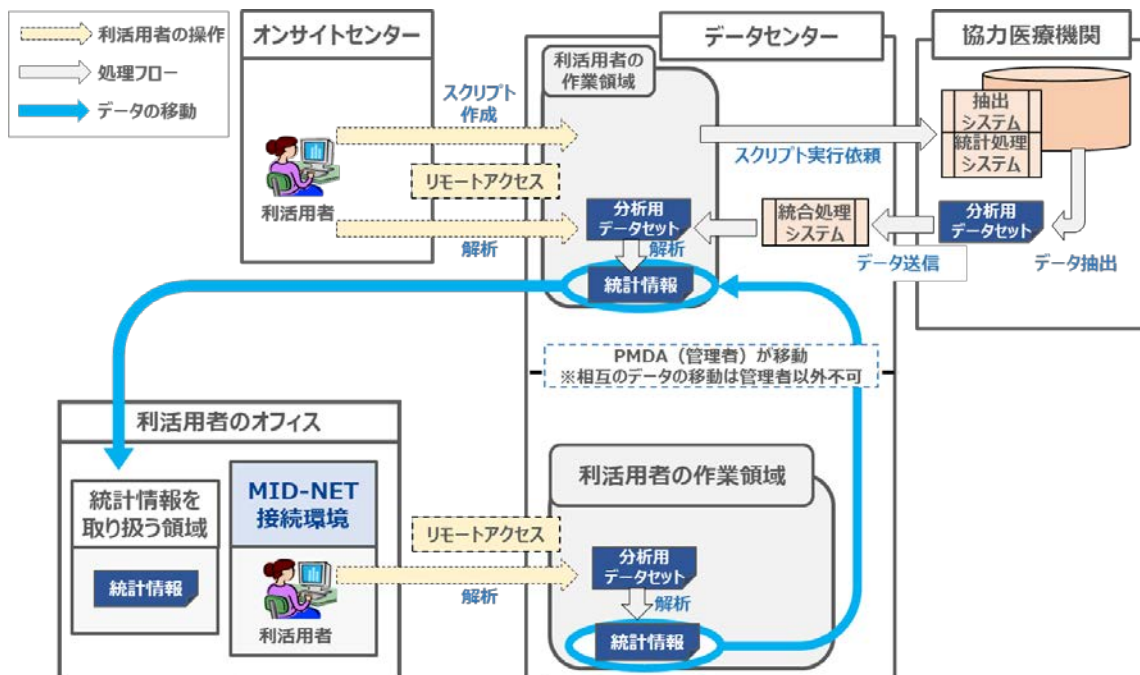 利活用者の操作
処理フロー
データの移動
オンサイトセンター
データセンター
協力医療機関
利活用者の
作業領域
スクリプト
作成
リモートアクセス
利活用者
解析
スクリプト実行依頼
抽出
システム
統計処理
システム
分析用
データセット
解析
統計情報
統合処理
システム
データ送信
分析用
データセット
データ抽出
PMDA（管理者）が移動
※相互のデータの移動は管理者以外不可
利活用者のオフィス
統計情報を
取り扱う領域
統計情報
MID-NET
接続環境
利活用者
リモートアクセス
解析
利活用者の作業領域
分析用
データセット
解析
統計情報